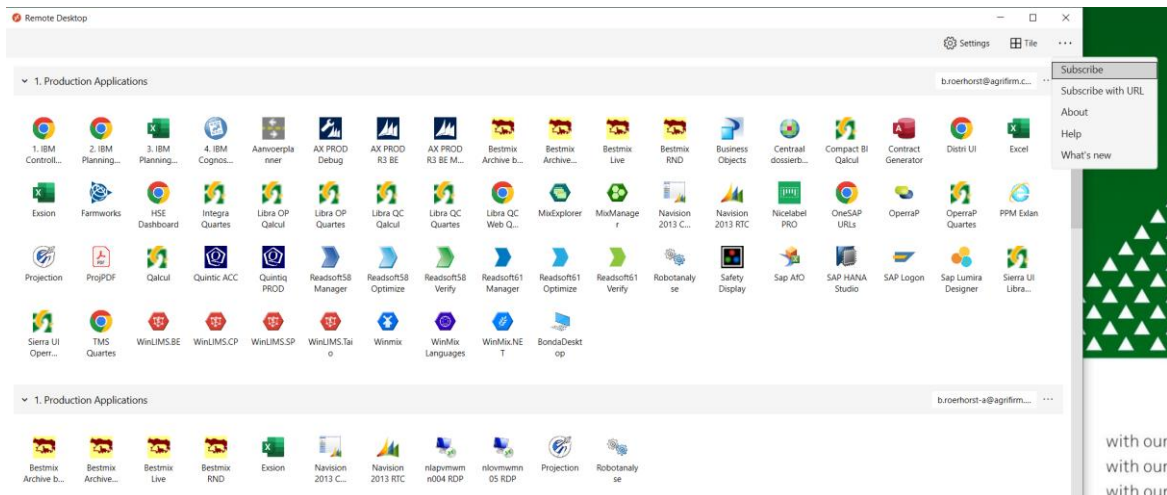 Remote Desktop
Settings Tile ...
Subscribe
Subscribe with URL
About
Help
What's new
1. Production Applications b.roerhorst@agrifirm.c... ...
1. IBM Controll...
2. IBM Planning...
3. IBM Planning...
4. IBM Cognos...
Aanvoerpla nner
AX PROD Debug
AX PROD R3 BE
AX PROD R3 BE M...
Bestmix Archive b...
Bestmix Archive...
Bestmix Live
Bestmix RND
Business Objects
Centraal dossierb...
Compact BI Qalcul
Contract Generator
Distri UI
Excel
Exsion
Farmworks
HSE Dashboard
Integra Quartes
Libra OP Qalcul
Libra OP Quartes
Libra QC Qalcul
Libra QC Quartes
Libra QC Web Q...
MixExplorer
MixManage r
Navision 2013 C...
Navision 2013 RTC
Nicelabel PRO
OneSAP URLs
OperraP
OperraP Quartes
PPM Exlan
Projection
ProjPDF
Qalcul
Quintic ACC
Quintiq PROD
Readsoft58 Manager
Readsoft58 Optimize
Readsoft58 Verify
Readsoft61 Manager
Readsoft61 Optimize
Readsoft61 Verify
Robotanaly se
Safety Display
Sap AfO
SAP HANA Studio
SAP Logon
Sap Lumira Designer
Sierra UI Libra...
Sierra UI Operr...
TMS Quartes
WinLIMS.BE
WinLIMS.CP
WinLIMS.SP
WinLIMS.Tai o
Winmix
WinMix Languages
WinMix.NE T
BondaDeskt op
1. Production Applications b.roerhorst-a@agrifirm.... ...
Bestmix Archive b...
Bestmix Archive...
Bestmix Live
Bestmix RND
Exsion
Navision 2013 C...
Navision 2013 RTC
nlapvmwm n004 RDP
nlovmwmn 05 RDP
Projection
Robotanaly se
with our
with our
with our